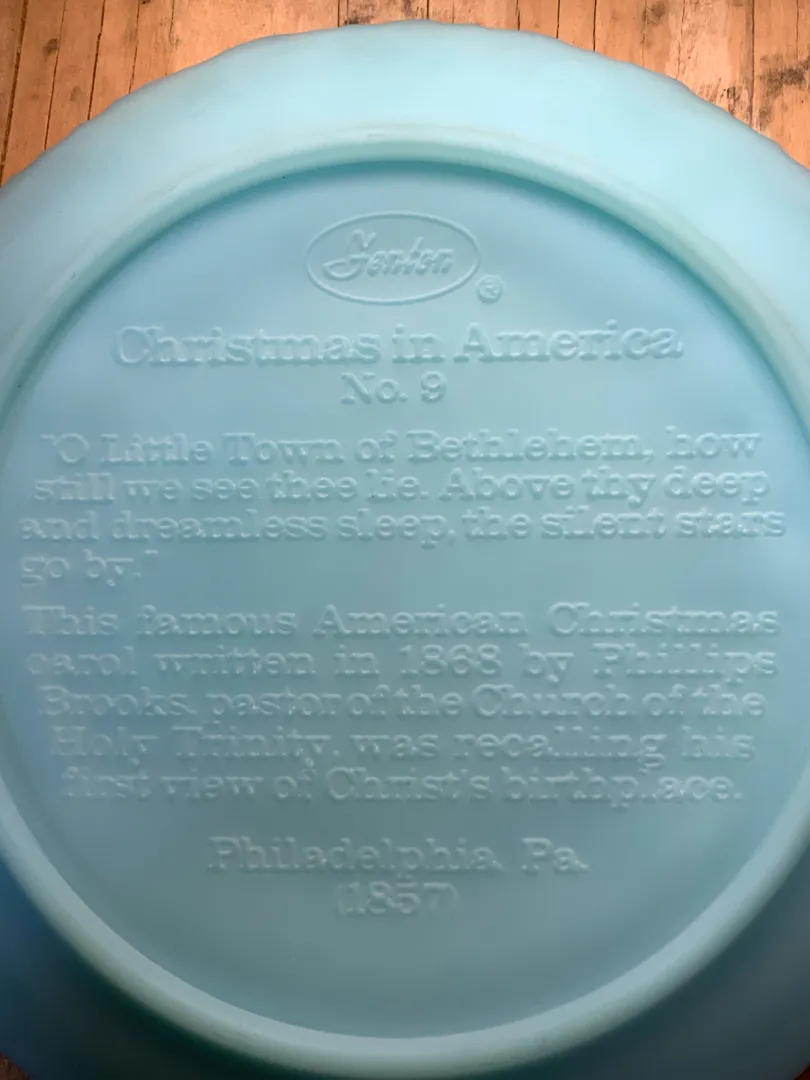 Fenton ®
Christmas in America
No. 9
"O Little Town of Bethlehem, how
still we see thee lie. Above thy deep
and dreamless sleep, the silent stars
go by."
This famous American Christmas
carol written in 1868 by Phillips
Brooks, pastor of the Church of the
Holy Trinity, was recalling his
first view of Christ's birthplace.
Philadelphia, Pa.
(1857)